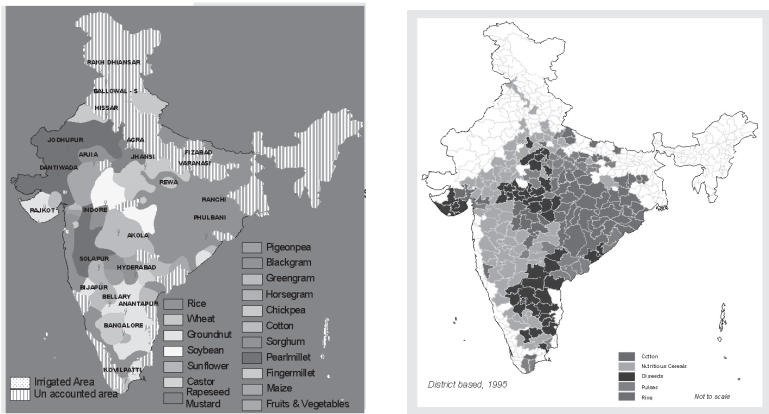 RAKH DHIANSAR
BALLOWAL - S
HISSAR
JODHUPUR
AGRA
ARJIA
JHANSI
FIZABAD
VARANASI
DANTIWADA
REWA
RAJKOT
INDORE
RANCHI
PHULBANI
AKOLA
SOLAPUR
HYDERABAD
BIJAPUR
BELLARY
ANANTAPUR
BANGALORE
KOVILPATTI
Irrigated Area
Un accounted area
Rice
Wheat
Groundnut
Soybean
Sunflower
Castor
Rapeseed
Mustard
Pigeonpea
Blackgram
Greengram
Horsegram
Chickpea
Cotton
Sorghum
Pearlmillet
Fingermillet
Maize
Fruits & Vegetables
Cotton
Nutritious Cereals
Oilseeds
Pulses
Rice
District based, 1995
Not to scale